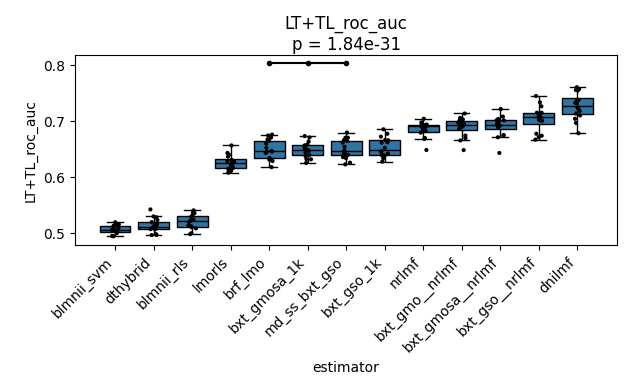 LT+TL_roc_auc
p = 1.84e-31
LT+TL_roc_auc
0.8
0.7
0.6
0.5
blmnii_svm
dthybrid
blmnii_rls
lmorls
brf_lmo
bxt_gmosa_1k
md_ss_bxt_gso
bxt_gso_1k
nrlmf
bxt_gmo__nrlmf
bxt_gmosa__nrlmf
bxt_gso__nrlmf
dnilmf
estimator